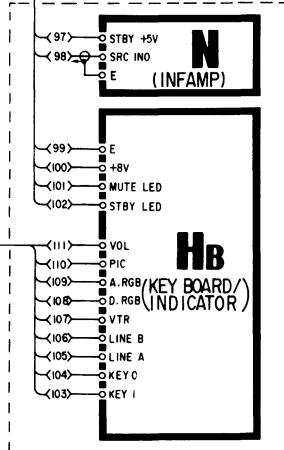 (97) STBY +5V
(98) SRC INO
E
N
(INFAMP)
(99) E
(100) +8V
(101) MUTE LED
(102) STBY LED
(111) VOL
(110) PIC
(109) A.RGB
(108) D.RGB
(107) VTR
(106) LINE B
(105) LINE A
(104) KEY 0
(103) KEY 1
HB
(KEY BOARD/
INDICATOR)